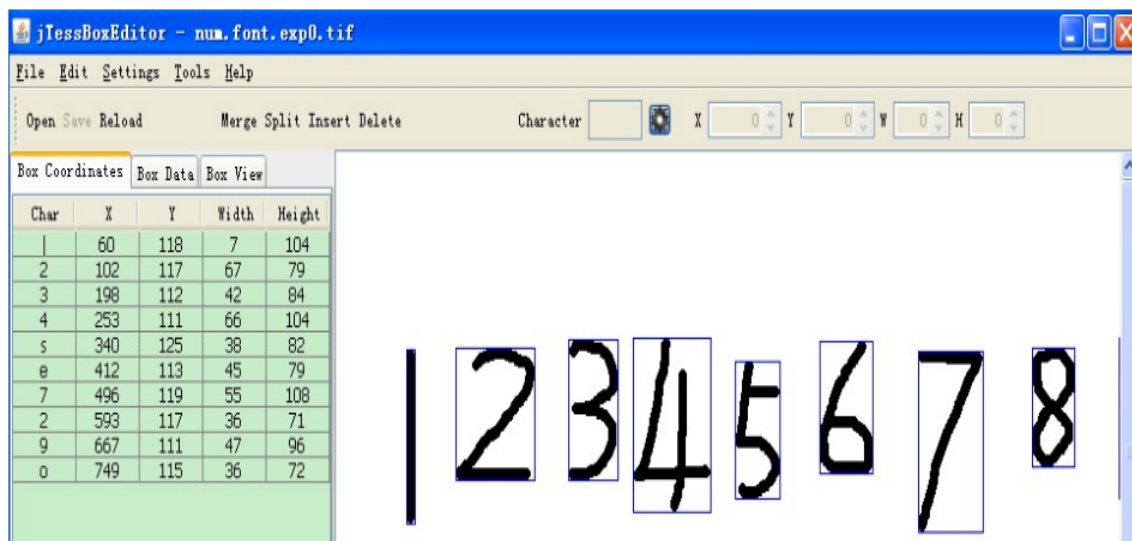 jTessBoxEditor - num.font.exp0.tif
File Edit Settings Tools Help
Open Save Reload Merge Split Insert Delete Character X 0 Y 0 W 0 H 0
Box Coordinates Box Data Box View
Char X Y Width Height
| 60 118 7 104
2 102 117 67 79
3 198 112 42 84
4 253 111 66 104
s 340 125 38 82
e 412 113 45 79
7 496 119 55 108
2 593 117 36 71
9 667 111 47 96
o 749 115 36 72
1 2 3 4 5 6 7 8